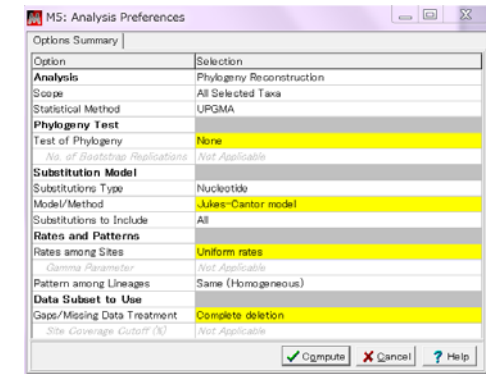 M5: Analysis Preferences
Options Summary
Option Selection
Analysis Phylogeny Reconstruction
Scope All Selected Taxa
Statistical Method UPGMA
Phylogeny Test
Test of Phylogeny None
No. of Bootstrap Replications Not Applicable
Substitution Model
Substitutions Type Nucleotide
Model/Method Jukes-Cantor model
Substitutions to Include All
Rates and Patterns
Rates among Sites Uniform rates
Gamma Parameter Not Applicable
Pattern among Lineages Same (Homogeneous)
Data Subset to Use
Gaps/Missing Data Treatment Complete deletion
Site Coverage Cutoff (%) Not Applicable
Compute Cancel ? Help